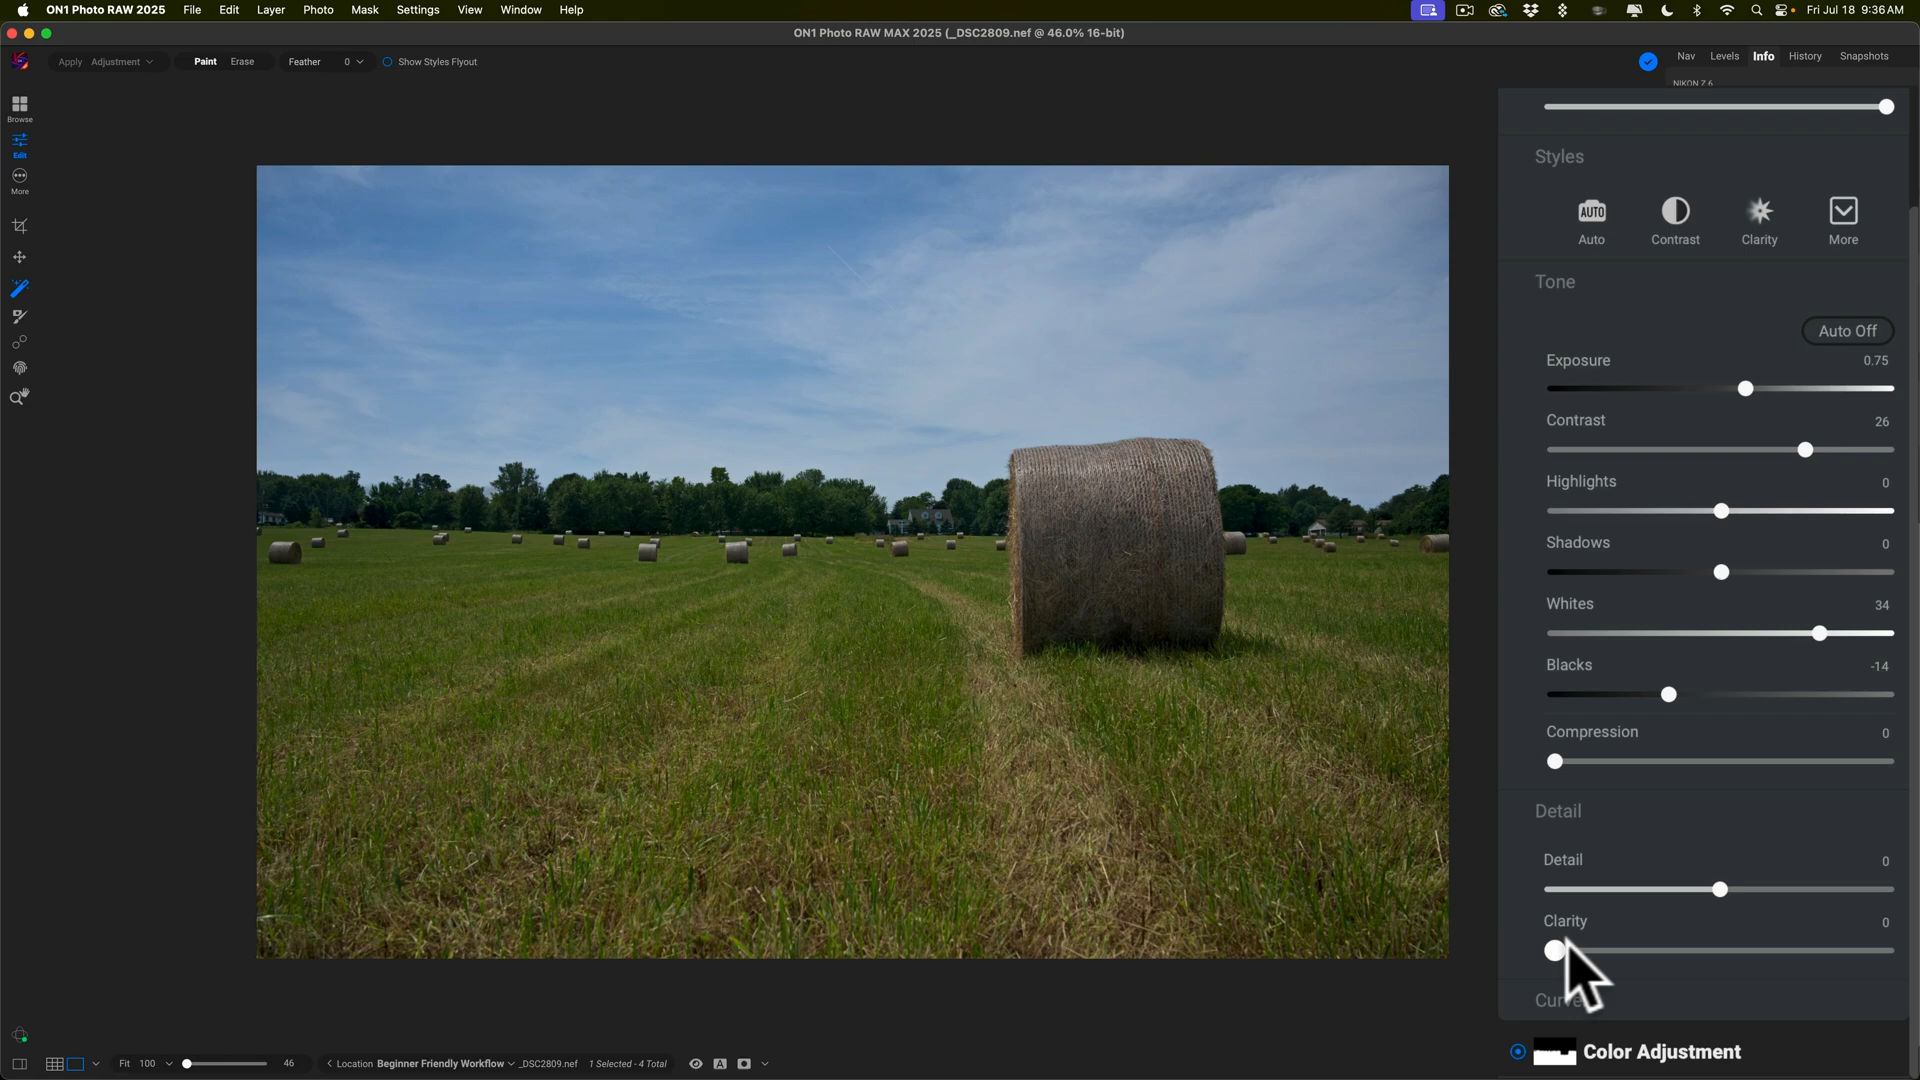 ON1 Photo RAW 2025 File Edit Layer Photo Mask Settings View Window Help Fri Jul 18 9:36 AM
ON1 Photo RAW MAX 2025 (_DSC2809.nef @ 46.0% 16-bit)
Apply Adjustment Paint Erase Feather 0 Show Styles Flyout
Nav Levels Info History Snapshots
NIKON Z 6
Browse
Edit
More
Styles
AUTO
Auto Contrast Clarity More
Tone
Auto Off
Exposure 0.75
Contrast 26
Highlights 0
Shadows 0
Whites 34
Blacks -14
Compression 0
Detail
Detail 0
Clarity 0
Color Adjustment
Fit 100 46 Location Beginner Friendly Workflow _DSC2809.nef 1 Selected - 4 Total A